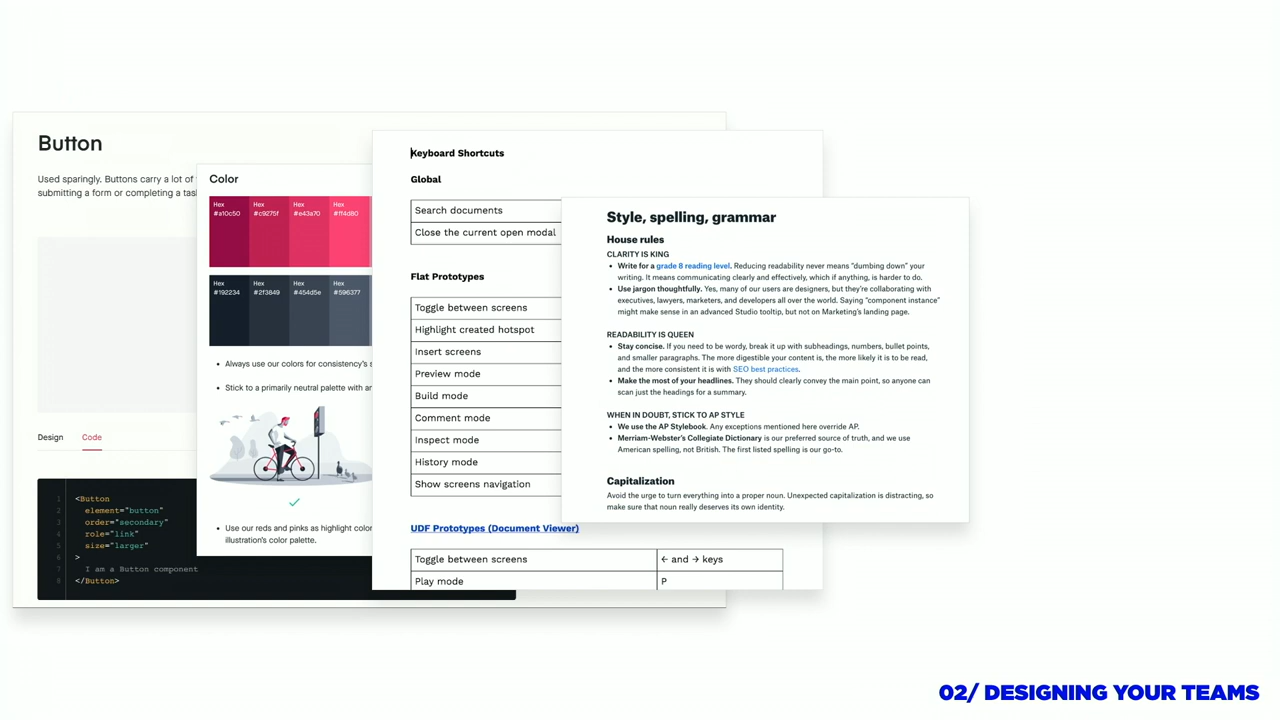 Button
Used sparingly. Buttons carry a lot of
submitting a form or completing a
Design
Code
1 <Button
2 element="button"
3 order="secondary"
4 role="link"
5 size="larger"
6 >
7 I am a Button component
8 </Button>
Color
Hex Hex Hex Hex
#a10c50 #c9275f #e43a70 #ff4d80
Hex Hex Hex Hex
#192234 #2f3849 #454d5e #596377
• Always use our colors for consistency's
• Stick to a primarily neutral palette with
• Use our reds and pinks as highlight
illustration's color palette.
Keyboard Shortcuts
Global
Search documents
Close the current open modal
Flat Prototypes
Toggle between screens
Highlight created hotspot
Insert screens
Preview mode
Build mode
Comment mode
Inspect mode
History mode
Show screens navigation
UDF Prototypes (Document Viewer)
Toggle between screens ← and → keys
Play mode P
Style, spelling, grammar
House rules
CLARITY IS KING
• Write for a grade 8 reading level. Reducing readability never means "dumbing down" your
writing. It means communicating clearly and effectively, which if anything, is harder to do.
• Use jargon thoughtfully. Yes, many of our users are designers, but they're collaborating with
executives, lawyers, marketers, and developers all over the world. Saying "component instance"
might make sense in an advanced Studio tooltip, but not on Marketing's landing page.
READABILITY IS QUEEN
• Stay concise. If you need to be wordy, break it up with subheadings, numbers, bullet points,
and smaller paragraphs. The more digestible your content is, the more likely it is to be read,
and the more consistent it is with SEO best practices.
• Make the most of your headlines. They should clearly convey the main point, so anyone can
scan just the headings for a summary.
WHEN IN DOUBT, STICK TO AP STYLE
• We use the AP Stylebook. Any exceptions mentioned here override AP.
• Merriam-Webster's Collegiate Dictionary is our preferred source of truth, and we use
American spelling, not British. The first listed spelling is our go-to.
Capitalization
Avoid the urge to turn everything into a proper noun. Unexpected capitalization is distracting, so
make sure that noun really deserves its own identity.
02/ DESIGNING YOUR TEAMS